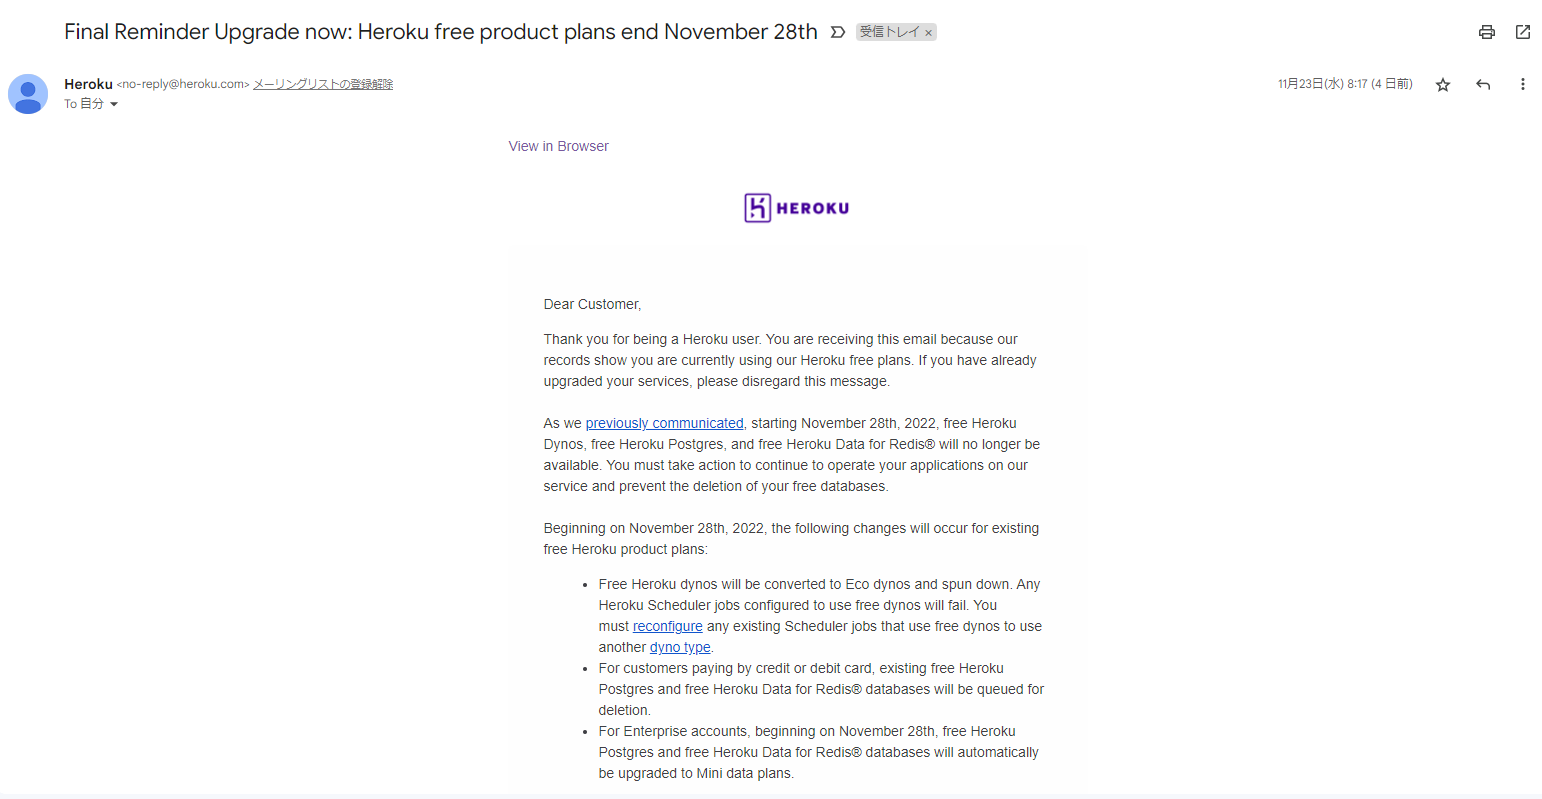 Final Reminder Upgrade now: Heroku free product plans end November 28th 受信トレイ ×
Heroku <no-reply@heroku.com> メーリングリストの登録解除 11月23日(水) 8:17 (4 日前)
To 自分
View in Browser
HEROKU
Dear Customer,
Thank you for being a Heroku user. You are receiving this email because our
records show you are currently using our Heroku free plans. If you have already
upgraded your services, please disregard this message.
As we previously communicated, starting November 28th, 2022, free Heroku
Dynos, free Heroku Postgres, and free Heroku Data for Redis® will no longer be
available. You must take action to continue to operate your applications on our
service and prevent the deletion of your free databases.
Beginning on November 28th, 2022, the following changes will occur for existing
free Heroku product plans:
• Free Heroku dynos will be converted to Eco dynos and spun down. Any
Heroku Scheduler jobs configured to use free dynos will fail. You
must reconfigure any existing Scheduler jobs that use free dynos to use
another dyno type.
• For customers paying by credit or debit card, existing free Heroku
Postgres and free Heroku Data for Redis® databases will be queued for
deletion.
• For Enterprise accounts, beginning on November 28th, free Heroku
Postgres and free Heroku Data for Redis® databases will automatically
be upgraded to Mini data plans.